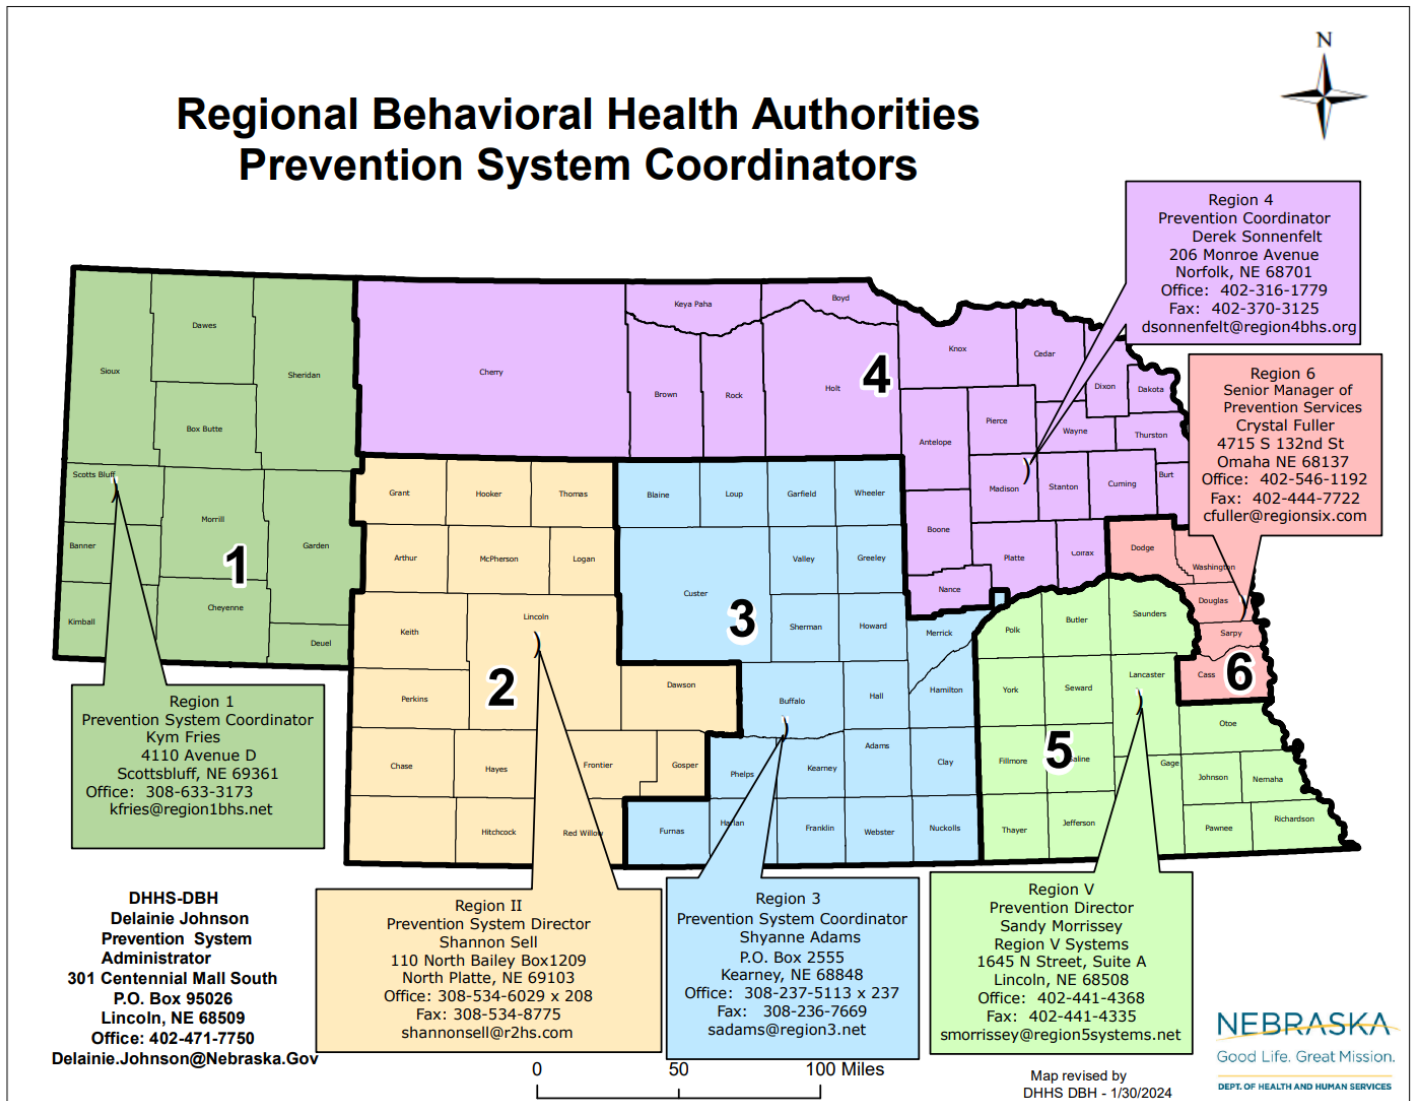 N
Regional Behavioral Health Authorities
Prevention System Coordinators
Region 4
Prevention Coordinator
Derek Sonnenfelt
206 Monroe Avenue
Norfolk, NE 68701
Office: 402-316-1779
Fax: 402-370-3125
dsonnenfelt@region4bhs.org
Region 6
Senior Manager of
Prevention Services
Crystal Fuller
4715 S 132nd St
Omaha NE 68137
Office: 402-546-1192
Fax: 402-444-7722
cfuller@regionsix.com
Sioux
Dawes
Sheridan
Box Butte
Scotts Bluff
Morrill
Garden
Banner
1
Cheyenne
Kimball
Deuel
Cherry
Keya Paha
Boyd
Brown
Rock
Holt
4
Knox
Cedar
Dixon
Dakota
Antelope
Pierce
Wayne
Thurston
Madison
Stanton
Cuming
Burt
Boone
Platte
Colfax
Nance
Grant
Hooker
Thomas
Arthur
McPherson
Logan
Keith
Lincoln
2
Perkins
Dawson
Chase
Hayes
Frontier
Gosper
Hitchcock
Red Willow
Blaine
Loup
Garfield
Wheeler
Custer
Valley
Greeley
3
Sherman
Howard
Merrick
Buffalo
Hall
Hamilton
Phelps
Kearney
Adams
Clay
Furnas
Harlan
Franklin
Webster
Nuckolls
Polk
Butler
Saunders
York
Seward
Lancaster
Fillmore
5
Saline
Gage
Otoe
Johnson
Nemaha
Thayer
Jefferson
Pawnee
Richardson
Dodge
Washington
Douglas
Sarpy
Cass
6
Region 1
Prevention System Coordinator
Kym Fries
4110 Avenue D
Scottsbluff, NE 69361
Office: 308-633-3173
kfries@region1bhs.net
DHHS-DBH
Delainie Johnson
Prevention System
Administrator
301 Centennial Mall South
P.O. Box 95026
Lincoln, NE 68509
Office: 402-471-7750
Delainie.Johnson@Nebraska.Gov
Region II
Prevention System Director
Shannon Sell
110 North Bailey Box1209
North Platte, NE 69103
Office: 308-534-6029 x 208
Fax: 308-534-8775
shannonsell@r2hs.com
Region 3
Prevention System Coordinator
Shyanne Adams
P.O. Box 2555
Kearney, NE 68848
Office: 308-237-5113 x 237
Fax: 308-236-7669
sadams@region3.net
Region V
Prevention Director
Sandy Morrissey
Region V Systems
1645 N Street, Suite A
Lincoln, NE 68508
Office: 402-441-4368
Fax: 402-441-4335
smorrissey@region5systems.net
0 50 100 Miles
NEBRASKA
Good Life. Great Mission.
DEPT. OF HEALTH AND HUMAN SERVICES
Map revised by
DHHS DBH - 1/30/2024